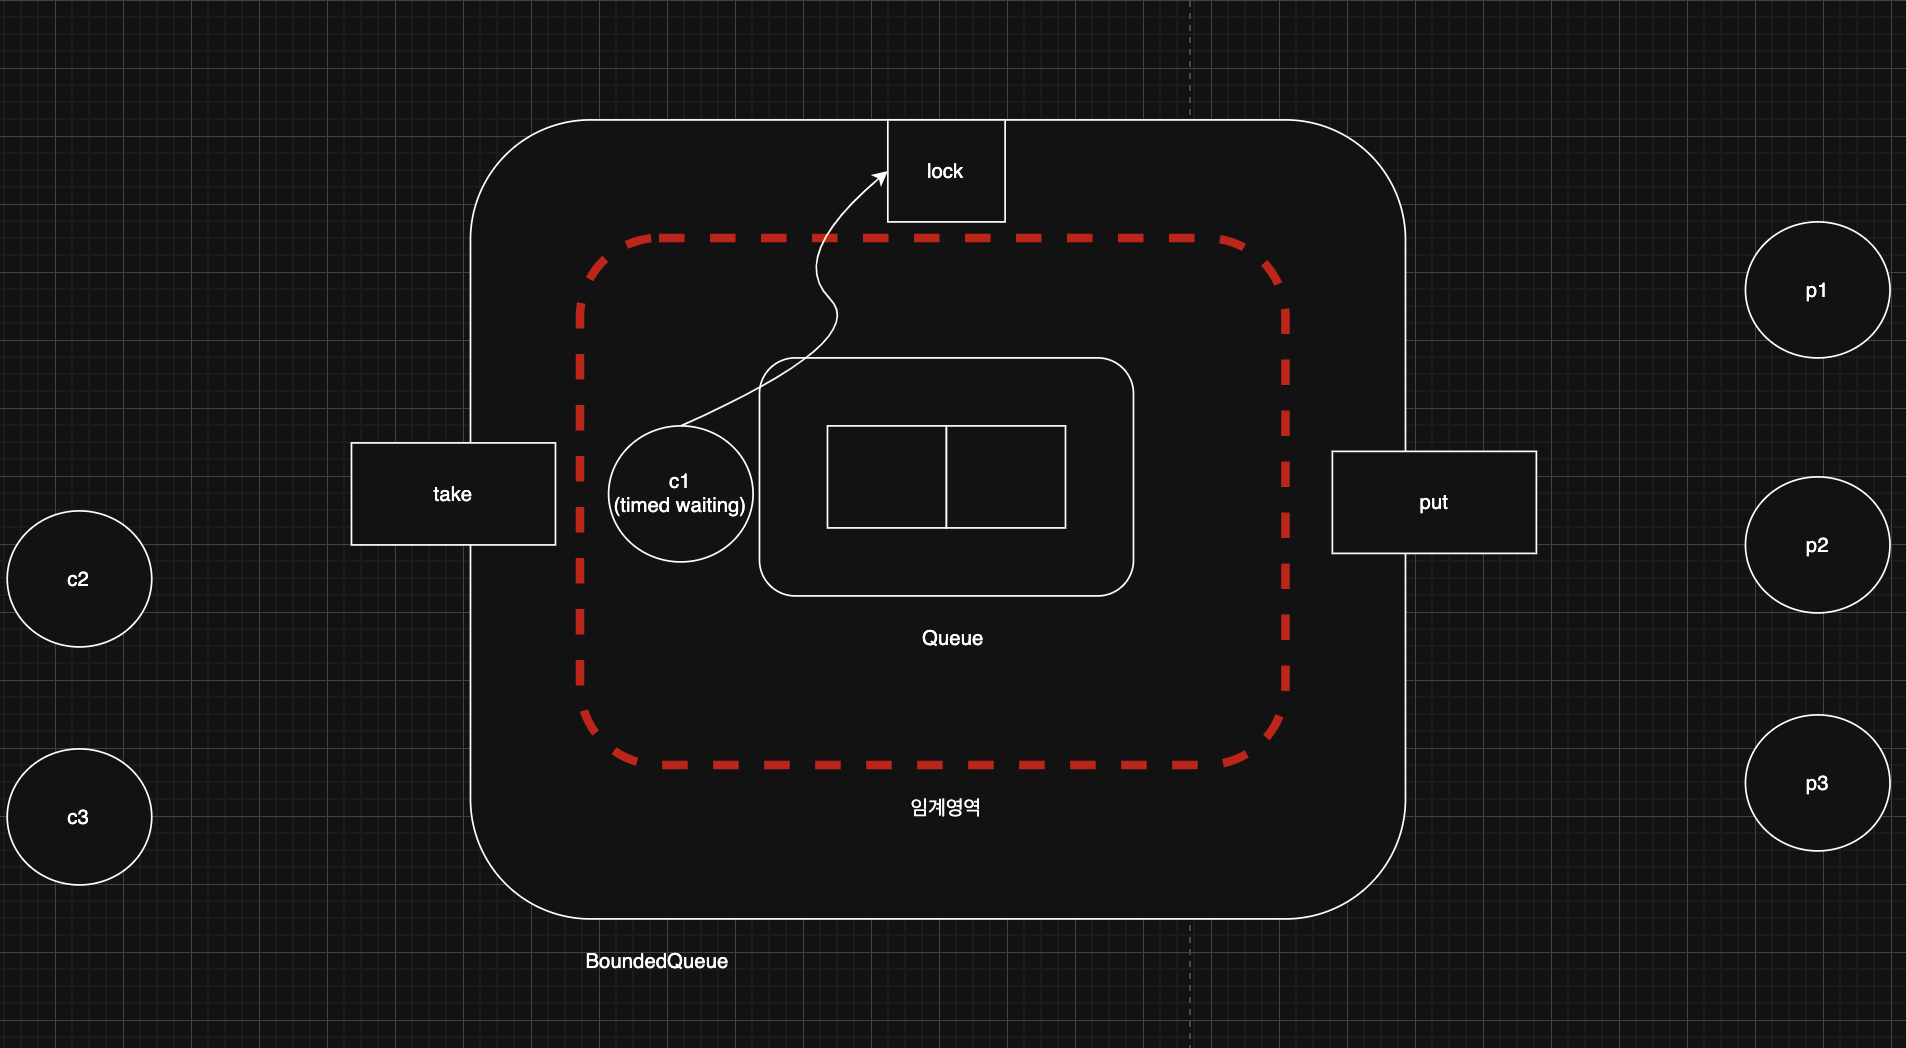 lock
p1
c1
(timed waiting)
take
put
p2
c2
Queue
p3
임계영역
c3
BoundedQueue